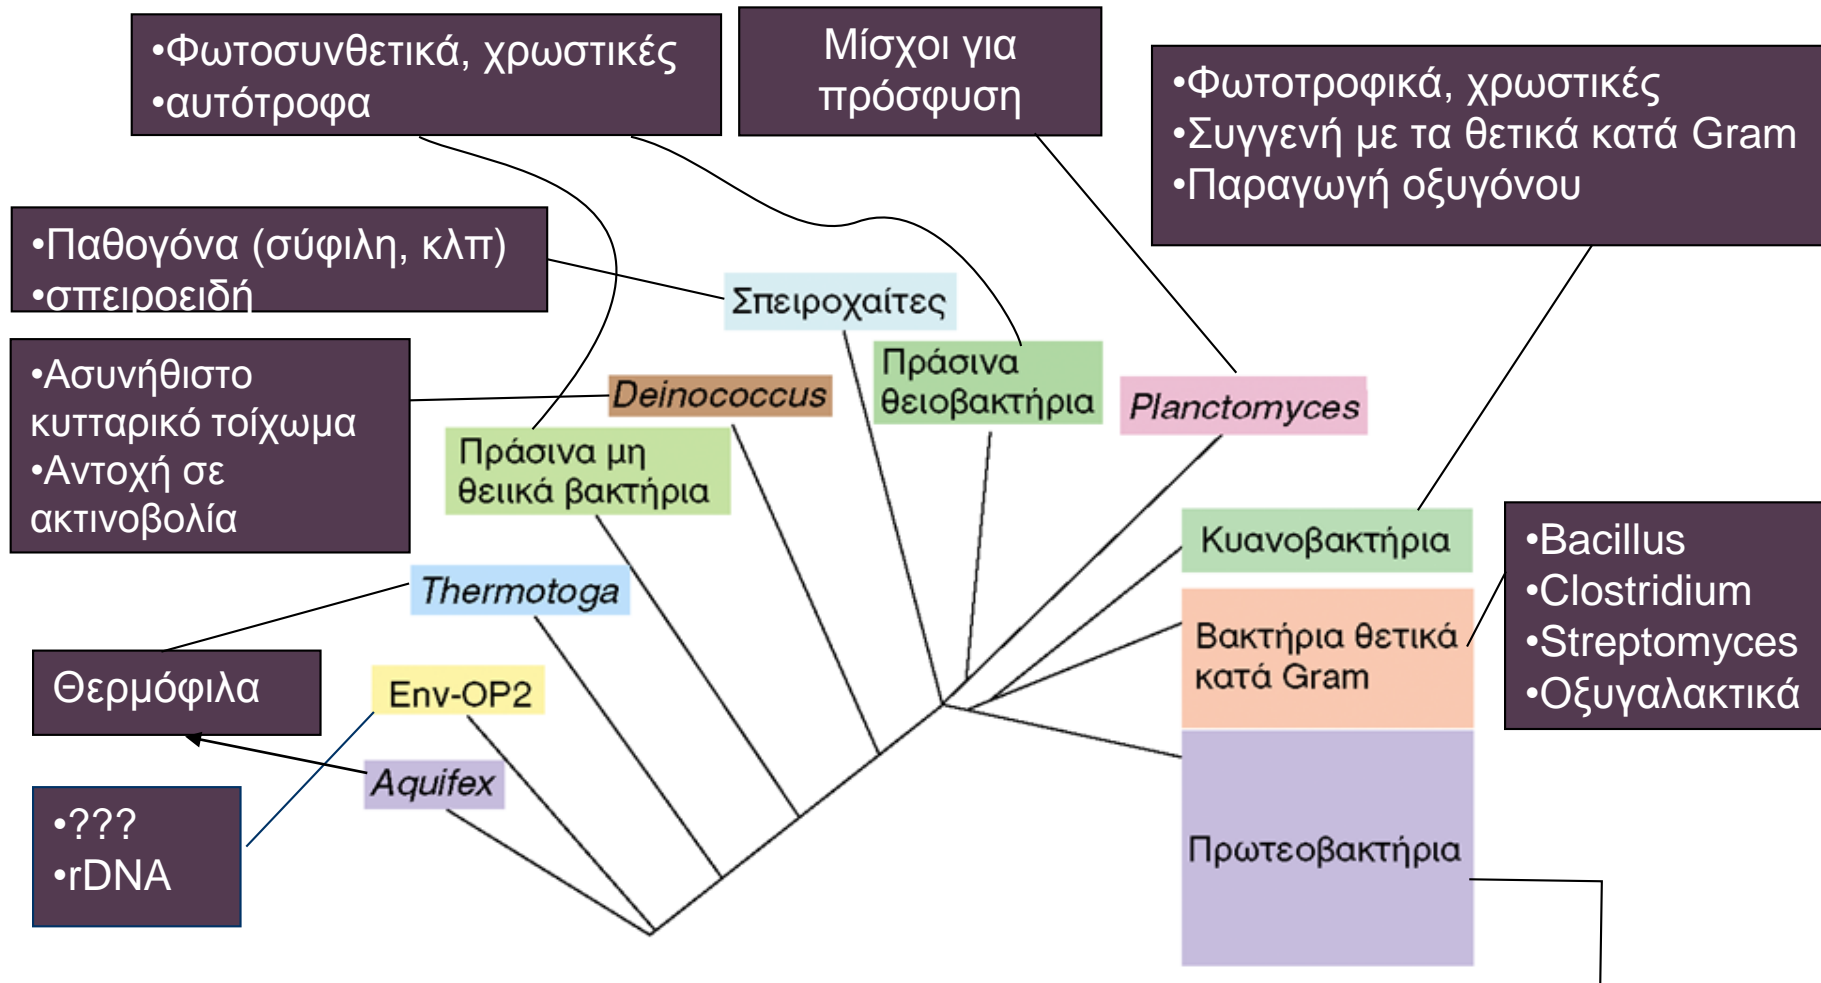 •Φωτοσυνθετικά, χρωστικές
•αυτότροφα
Μίσχοι για
πρόσφυση
•Φωτοτροφικά, χρωστικές
•Συγγενή με τα θετικά κατά Gram
•Παραγωγή οξυγόνου
•Παθογόνα (σύφιλη, κλπ)
•σπειροειδή
Σπειροχαίτες
•Ασυνήθιστο
κυτταρικό τοίχωμα
•Αντοχή σε
ακτινοβολία
Deinococcus
Πράσινα
θειοβακτήρια
Planctomyces
Πράσινα μη
θειικά βακτήρια
Κυανοβακτήρια
•Bacillus
•Clostridium
•Streptomyces
•Οξυγαλακτικά
Thermotoga
Βακτήρια θετικά
κατά Gram
Θερμόφιλα
Env-OP2
Aquifex
•???
•rDNA
Πρωτεοβακτήρια